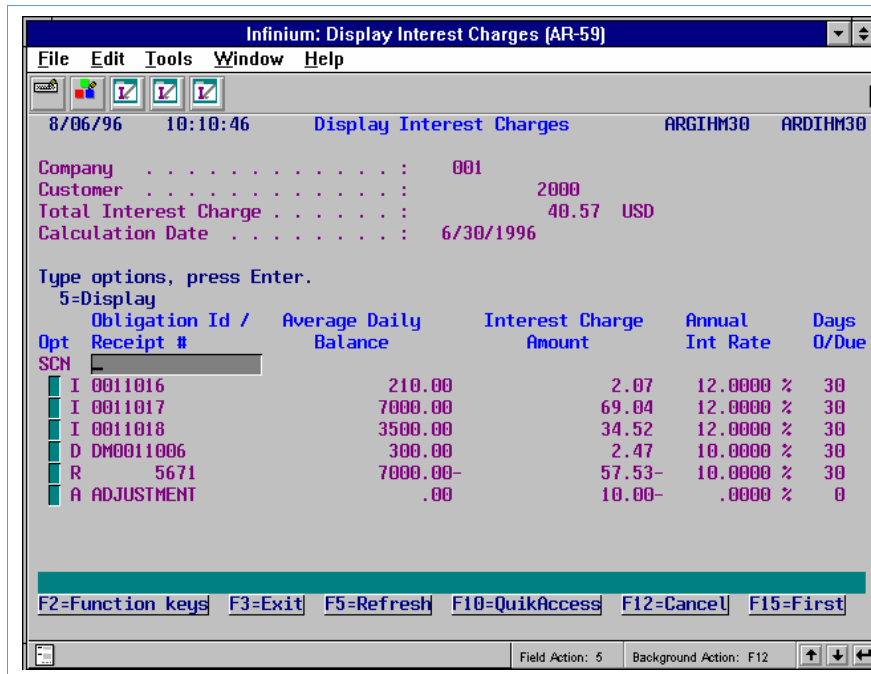 Infinium: Display Interest Charges (AR-59)
File Edit Tools Window Help
8/06/96 10:10:46 Display Interest Charges ARGIHM30 ARDIHM30
Company . . . . . . . . . . . . . : 001
Customer . . . . . . . . . . . . : 2000
Total Interest Charge . . . . . . : 40.57 USD
Calculation Date . . . . . . . . : 6/30/1996
Type options, press Enter.
5=Display
Obligation Id / Average Daily Interest Charge Annual Days
Opt Receipt # Balance Amount Int Rate O/Due
SCN
I 0011016 210.00 2.07 12.0000 % 30
I 0011017 7000.00 69.04 12.0000 % 30
I 0011018 3500.00 34.52 12.0000 % 30
D DM0011006 300.00 2.47 10.0000 % 30
R 5671 7000.00- 57.53- 10.0000 % 30
A ADJUSTMENT .00 10.00- .0000 % 0
F2=Function keys F3=Exit F5=Refresh F10=QuikAccess F12=Cancel F15=First
Field Action: 5 Background Action: F12